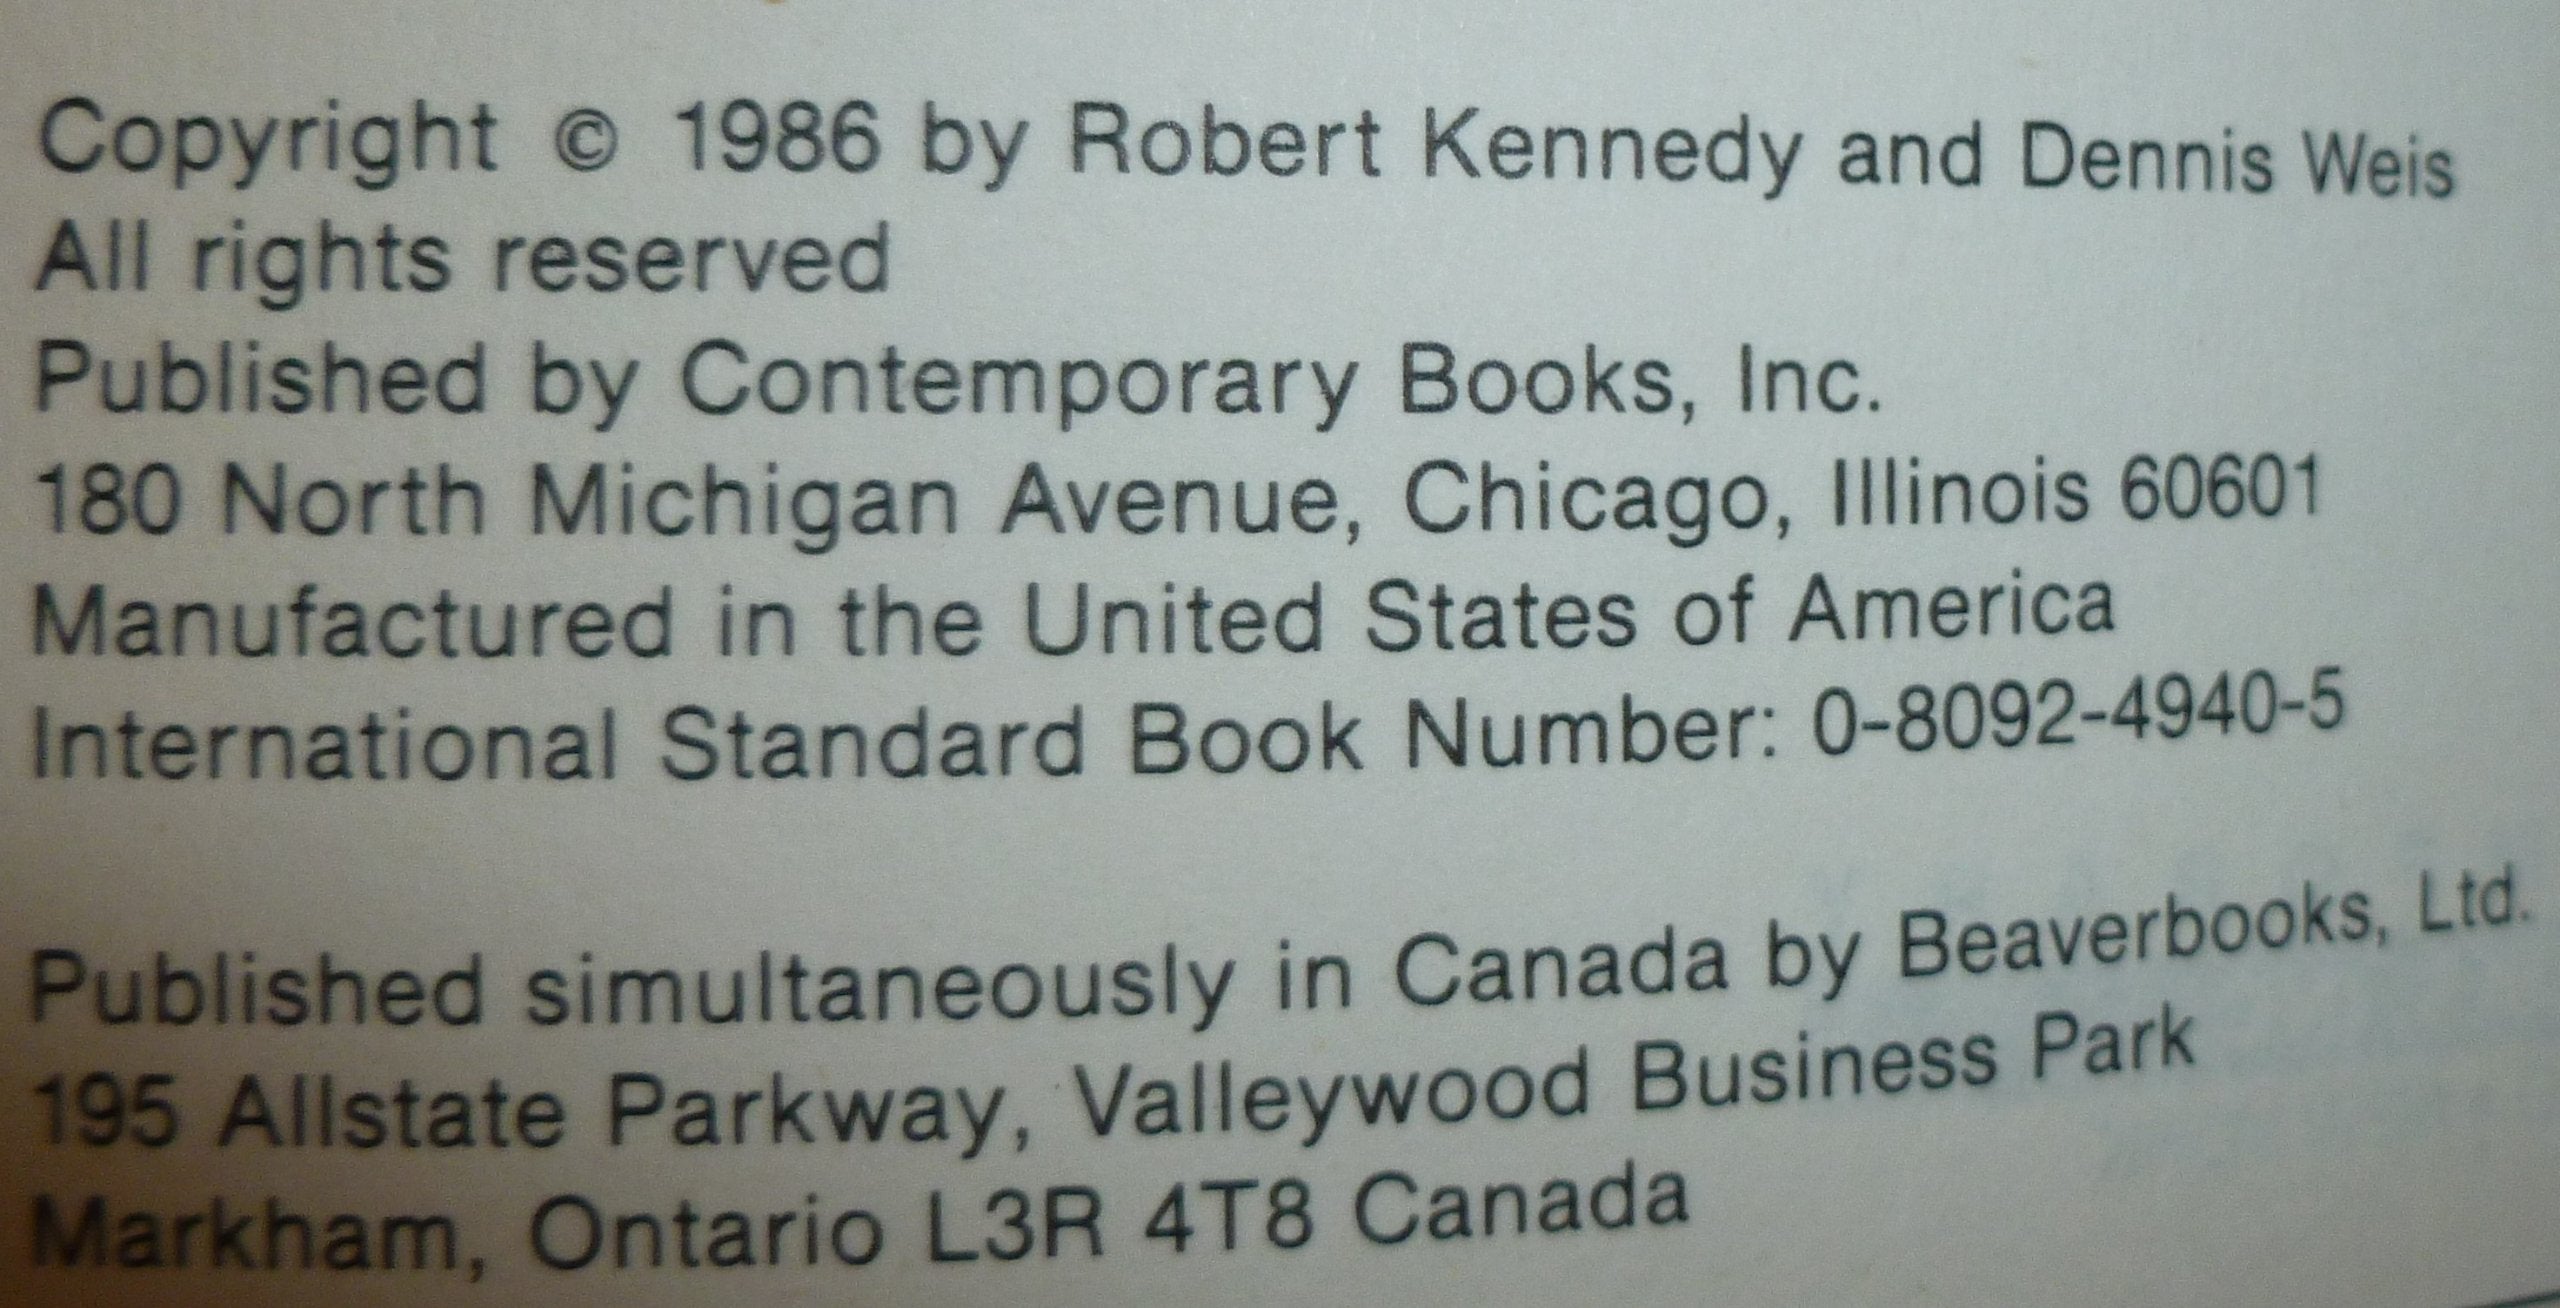 Copyright © 1986 by Robert Kennedy and Dennis Weis
All rights reserved
Published by Contemporary Books, Inc.
180 North Michigan Avenue, Chicago, Illinois 60601
Manufactured in the United States of America
International Standard Book Number: 0-8092-4940-5
Published simultaneously in Canada by Beaverbooks, Ltd.
195 Allstate Parkway, Valleywood Business Park
Markham, Ontario L3R 4T8 Canada